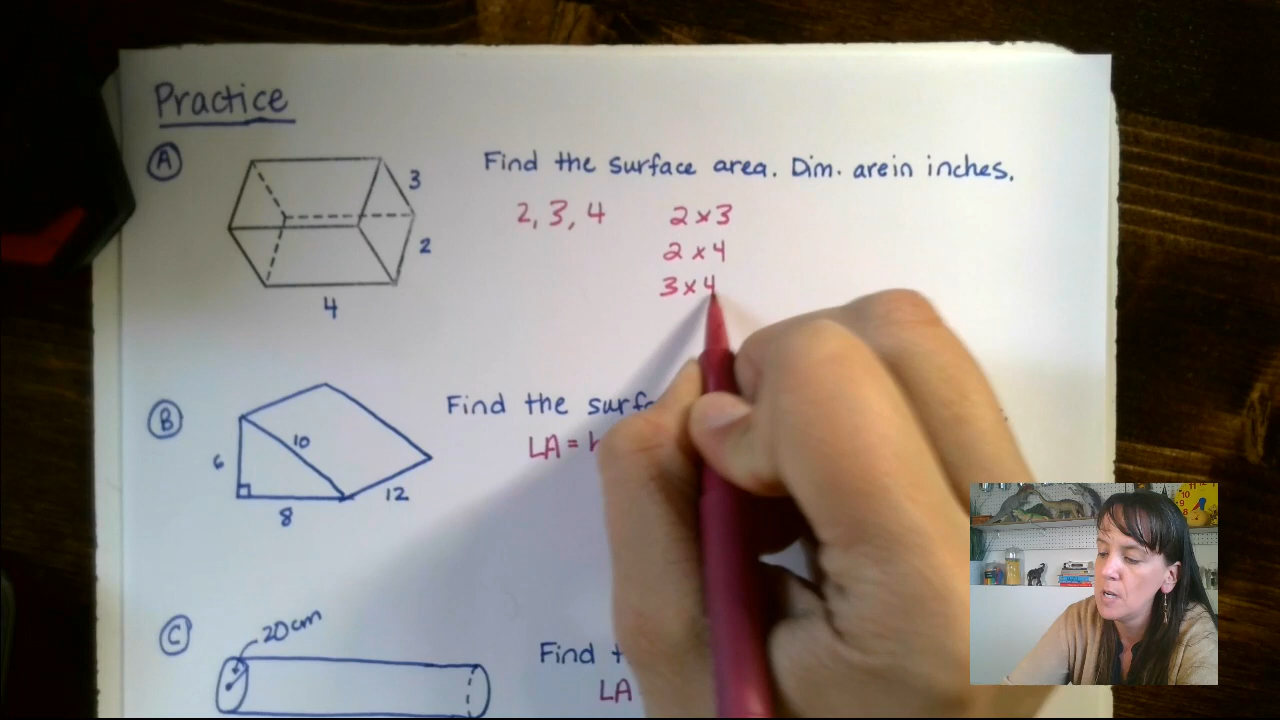 Practice
A
3
2
4
Find the surface area. Dim. are in inches.
2, 3, 4
2 x 3
2 x 4
3 x 4
B
10
6
8
12
Find the surf
LA =
C
20cm
Find
LA